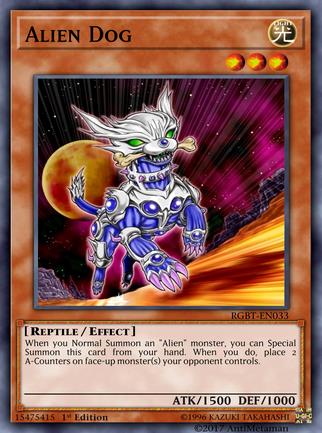 Alien Dog
LIGHT
光
RGBT-EN033
[Reptile / Effect]
When you Normal Summon an "Alien" monster, you can Special
Summon this card from your hand. When you do, place 2
A-Counters on face-up monster(s) your opponent controls.
ATK/1500 DEF/1000
15475415 1st Edition ©1996 KAZUKI TAKAHASHI
©2017 AntiMetaman